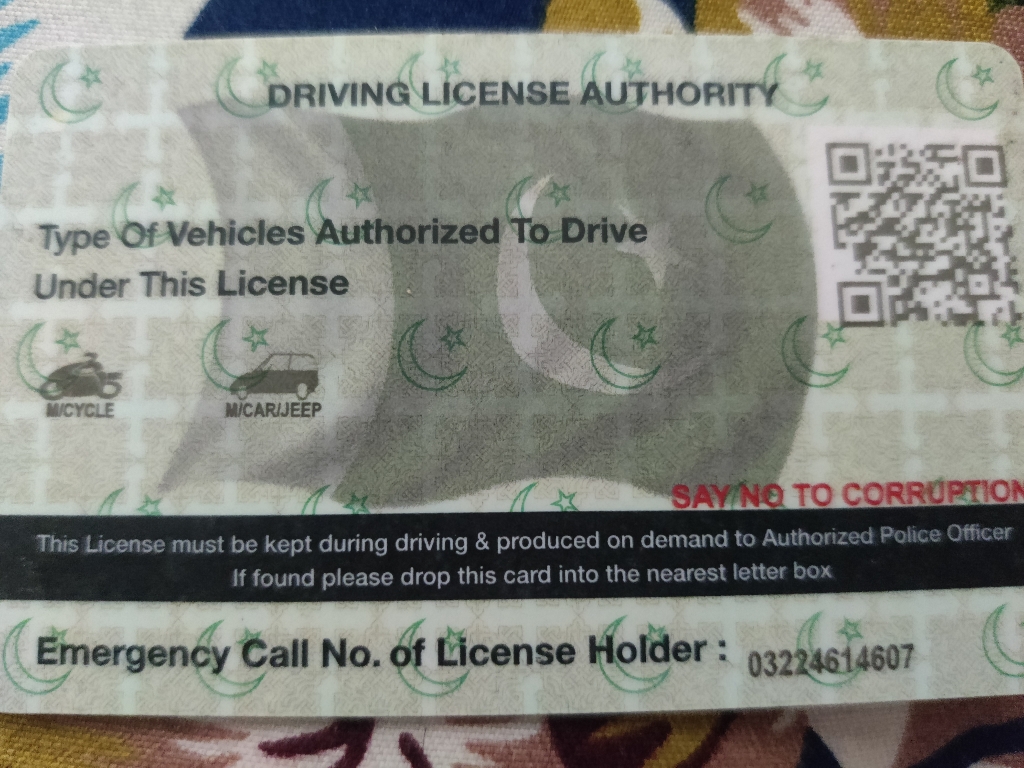 DRIVING LICENSE AUTHORITY
Type Of Vehicles Authorized To Drive
Under This License
M/CYCLE
M/CAR/JEEP
SAY NO TO CORRUPTION
This License must be kept during driving & produced on demand to Authorized Police Officer
If found please drop this card into the nearest letter box
Emergency Call No. of License Holder : 03224614607